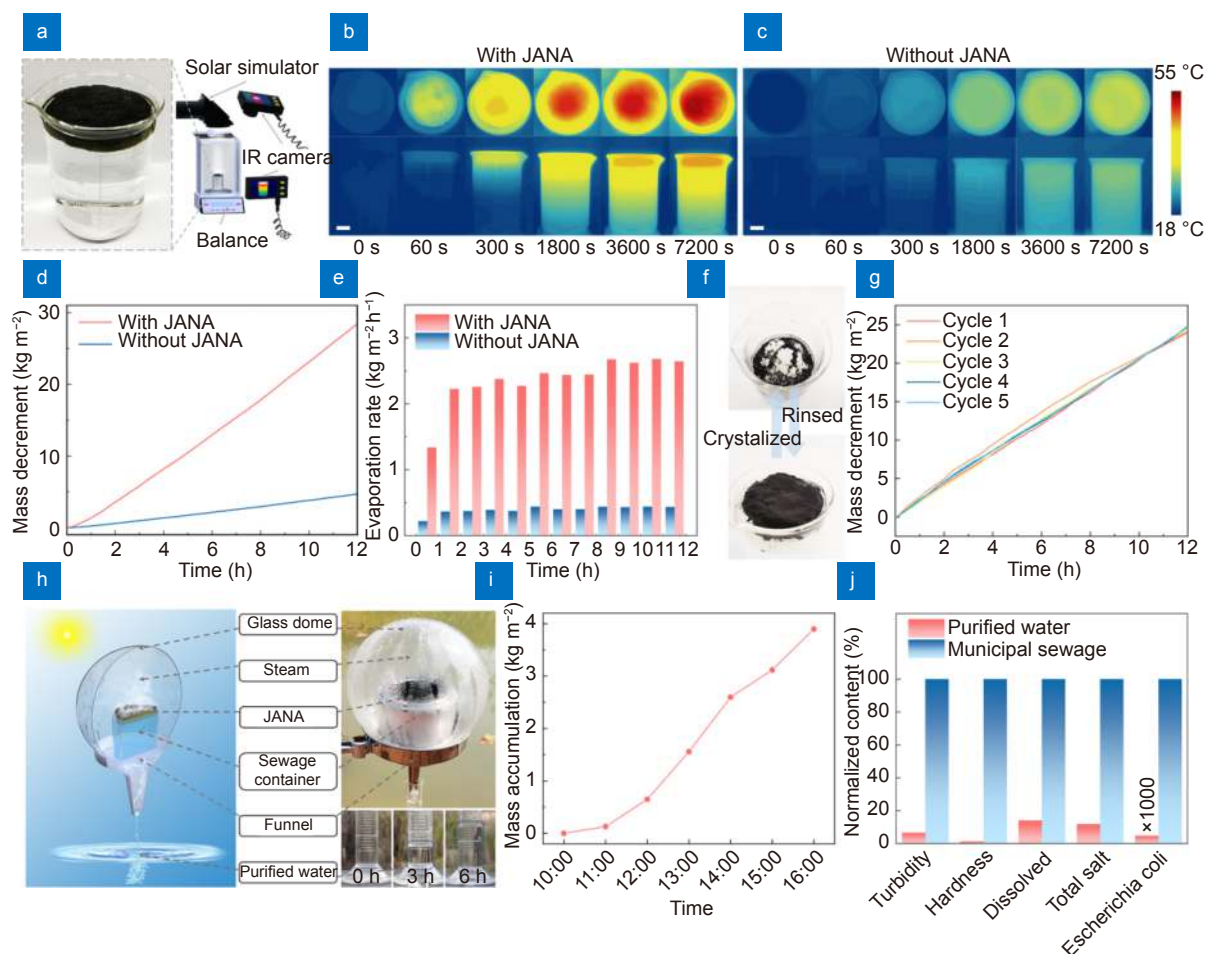 a
Solar simulator
IR camera
Balance
b
With JANA
0 s 60 s 300 s 1800 s 3600 s 7200 s
c
Without JANA
55 °C
18 °C
0 s 60 s 300 s 1800 s 3600 s 7200 s
d
Mass decrement (kg m⁻²)
30
20
10
0
With JANA
Without JANA
0 2 4 6 8 10 12
Time (h)
e
Evaporation rate (kg m⁻² h⁻¹)
3
2
1
0
With JANA
Without JANA
0 1 2 3 4 5 6 7 8 9 10 11 12
Time (h)
f
Rinsed
Crystalized
g
Mass decrement (kg m⁻²)
25
20
15
10
5
0
Cycle 1
Cycle 2
Cycle 3
Cycle 4
Cycle 5
0 2 4 6 8 10 12
Time (h)
h
Glass dome
Steam
JANA
Sewage
container
Funnel
Purified water
0 h 3 h 6 h
i
Mass accumulation (kg m⁻²)
4
3
2
1
0
10:00 11:00 12:00 13:00 14:00 15:00 16:00
Time
j
Normalized content (%)
100
80
60
40
20
0
Purified water
Municipal sewage
×1000
Turbidity Hardness Dissolved Total salt Escherichia coli